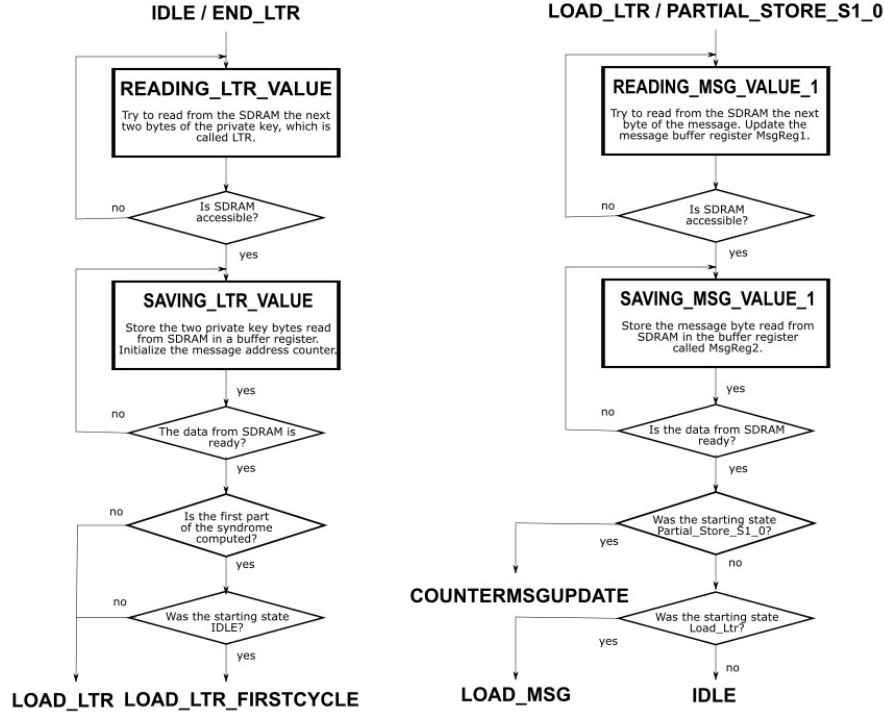 IDLE / END_LTR
READING_LTR_VALUE
Try to read from the SDRAM the next
two bytes of the private key, which is
called LTR.
no
Is SDRAM
accessible?
yes
SAVING_LTR_VALUE
Store the two private key bytes read
from SDRAM in a buffer register.
Initialize the message address counter.
yes
no
The data from SDRAM is
ready?
yes
no
Is the first part
of the syndrome
computed?
yes
no
Was the starting state
IDLE?
yes
LOAD_LTR
LOAD_LTR_FIRSTCYCLE
LOAD_LTR / PARTIAL_STORE_S1_0
READING_MSG_VALUE_1
Try to read from the SDRAM the next
byte of the message. Update the
message buffer register MsgReg1.
no
Is SDRAM
accessible?
yes
SAVING_MSG_VALUE_1
Store the message byte read from
SDRAM in the buffer register
called MsgReg2.
yes
no
Is the data from SDRAM
ready?
yes
Was the starting state
Partial_Store_S1_0?
yes
no
COUNTERMSGUPDATE
Was the starting state
Load_Ltr?
yes
no
LOAD_MSG
IDLE